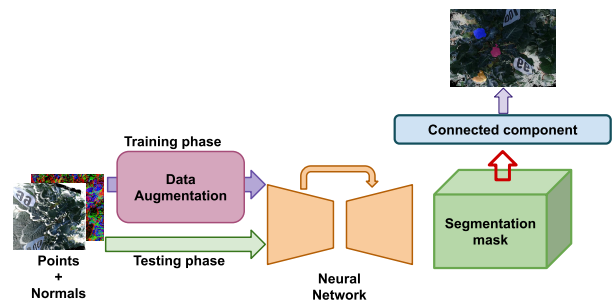 Training phase
Data
Augmentation
Connected component
Segmentation
mask
Testing phase
Points
+
Normals
Neural
Network